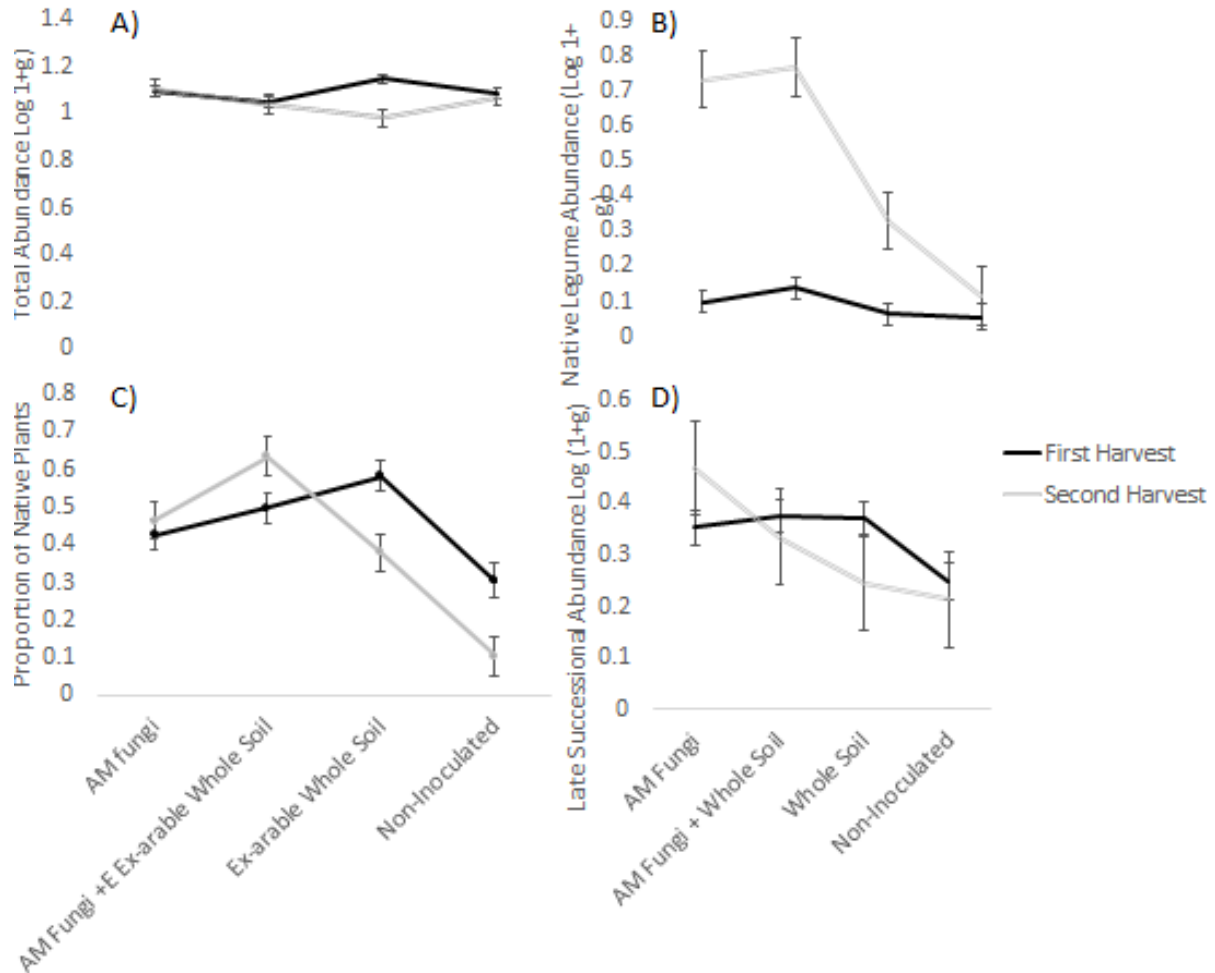 A)
Total Abundance Log 1+g)
1.4
1.2
1
0.8
0.6
0.4
0.2
0
B)
Native Legume Abundance (Log 1+
g)
0.9
0.8
0.7
0.6
0.5
0.4
0.3
0.2
0.1
0
C)
Proportion of Native Plants
0.8
0.7
0.6
0.5
0.4
0.3
0.2
0.1
0
AM fungi
AM Fungi +E Ex-arable Whole Soil
Ex-arable Whole Soil
Non-Inoculated
D)
Late Successional Abundance Log (1+g)
0.6
0.5
0.4
0.3
0.2
0.1
0
AM Fungi
AM Fungi + Whole Soil
Whole Soil
Non-Inoculated
First Harvest
Second Harvest